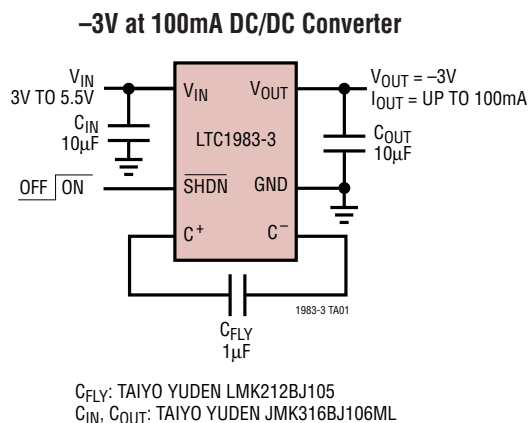 –3V at 100mA DC/DC Converter
VIN
3V TO 5.5V
CIN
10µF
OFF ON
VIN
VOUT
LTC1983-3
SHDN
GND
C+
C–
VOUT = –3V
IOUT = UP TO 100mA
COUT
10µF
1983-3 TA01
CFLY
1µF
CFLY: TAIYO YUDEN LMK212BJ105
CIN, COUT: TAIYO YUDEN JMK316BJ106ML